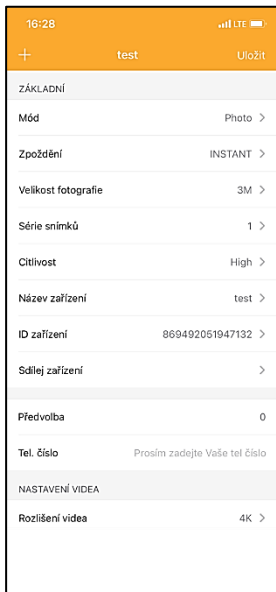 16:28 LTE
+ test Uložit
ZÁKLADNÍ
Mód Photo >
Zpoždění INSTANT >
Velikost fotografie 3M >
Série snímků 1 >
Citlivost High >
Název zařízení test >
ID zařízení 869492051947132 >
Sdílej zařízení >
Předvolba 0
Tel. číslo Prosím zadejte Vaše tel číslo
NASTAVENÍ VIDEA
Rozlišení videa 4K >